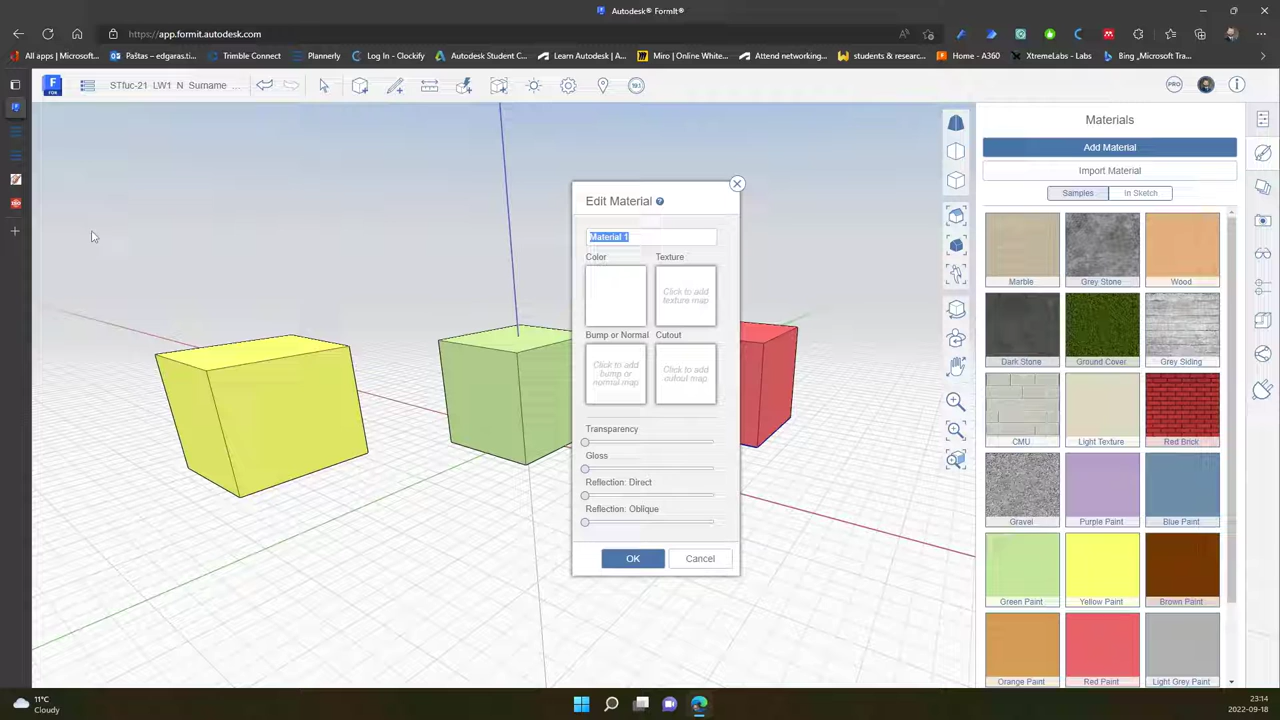 Autodesk® FormIt®
https://app.formit.autodesk.com
All apps | Microsoft...
Paštas – edgaras.ti...
Trimble Connect
Plannerly
Log In - Clockify
Autodesk Student C...
Learn Autodesk | A...
Miro | Online White...
Attend networking...
students & researc...
Home - A360
XtremeLabs - Labs
Bing „Microsoft Tra...
STfuc-21 LW1 N Surname ...
PRO
Materials
Add Material
Import Material
Samples
In Sketch
Marble
Grey Stone
Wood
Dark Stone
Ground Cover
Grey Siding
CMU
Light Texture
Red Brick
Gravel
Purple Paint
Blue Paint
Green Paint
Yellow Paint
Brown Paint
Orange Paint
Red Paint
Light Grey Paint
Edit Material
Material 1
Color
Texture
Click to add
texture map
Bump or Normal
Cutout
Click to add
bump or
normal map
Click to add
cutout map
Transparency
Gloss
Reflection: Direct
Reflection: Oblique
OK
Cancel
11°C
Cloudy
23:14
2022-09-18